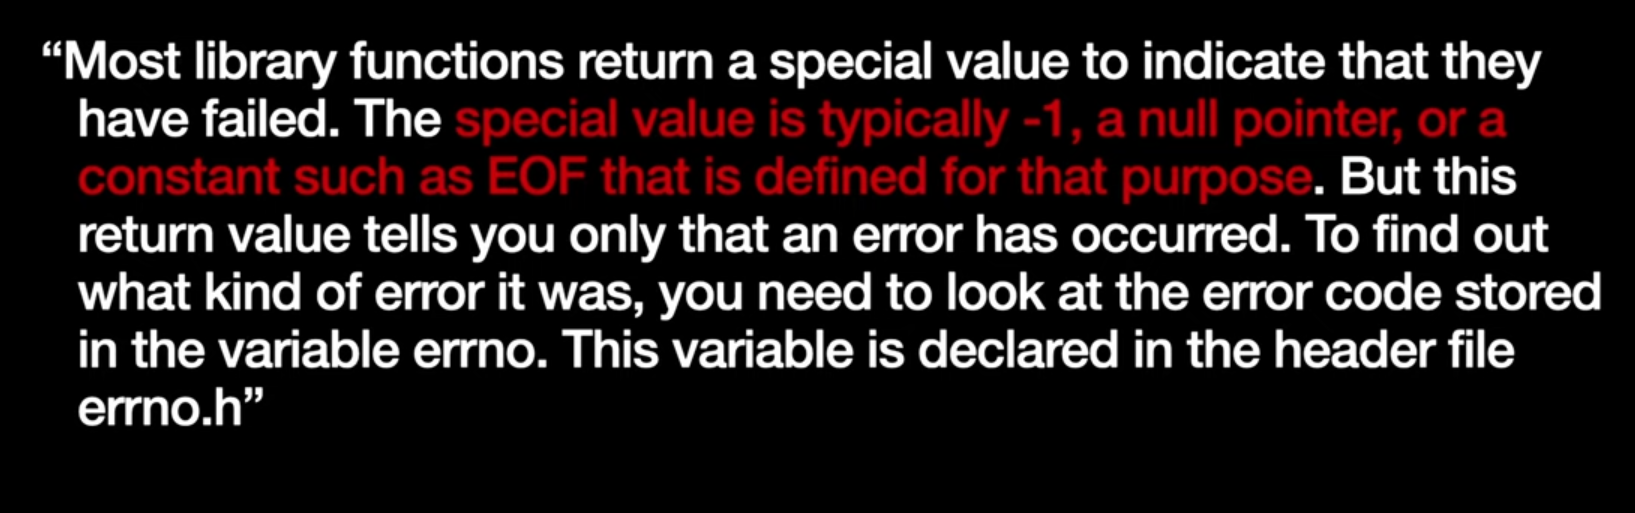 “Most library functions return a special value to indicate that they
have failed. The special value is typically -1, a null pointer, or a
constant such as EOF that is defined for that purpose. But this
return value tells you only that an error has occurred. To find out
what kind of error it was, you need to look at the error code stored
in the variable errno. This variable is declared in the header file
errno.h”